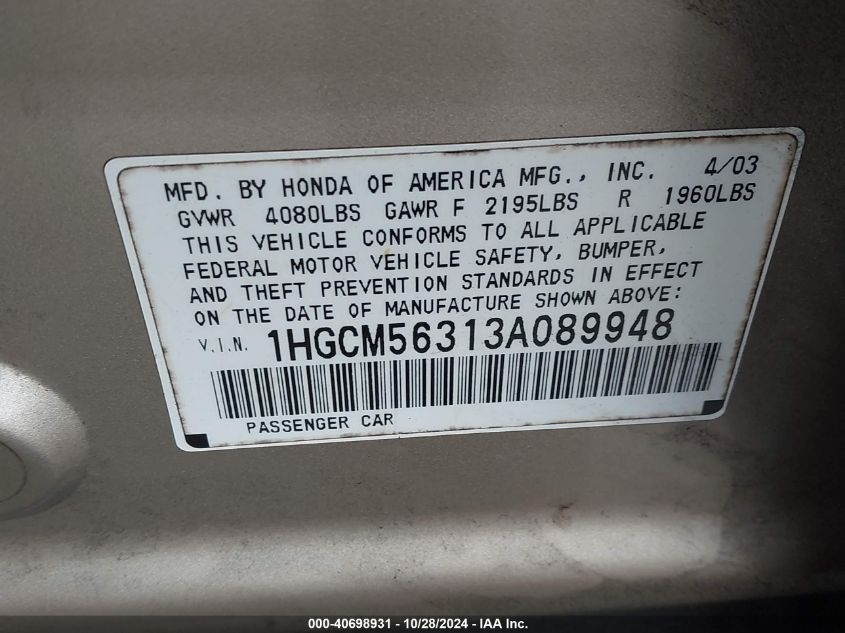 MFD. BY HONDA OF AMERICA MFG., INC. 4/03
GVWR 4080LBS GAWR F 2195LBS R 1960LBS
THIS VEHICLE CONFORMS TO ALL APPLICABLE
FEDERAL MOTOR VEHICLE SAFETY, BUMPER,
AND THEFT PREVENTION STANDARDS IN EFFECT
ON THE DATE OF MANUFACTURE SHOWN ABOVE:
V.I.N. 1HGCM56313A089948
PASSENGER CAR
000-40698931 - 10/28/2024 - IAA Inc.